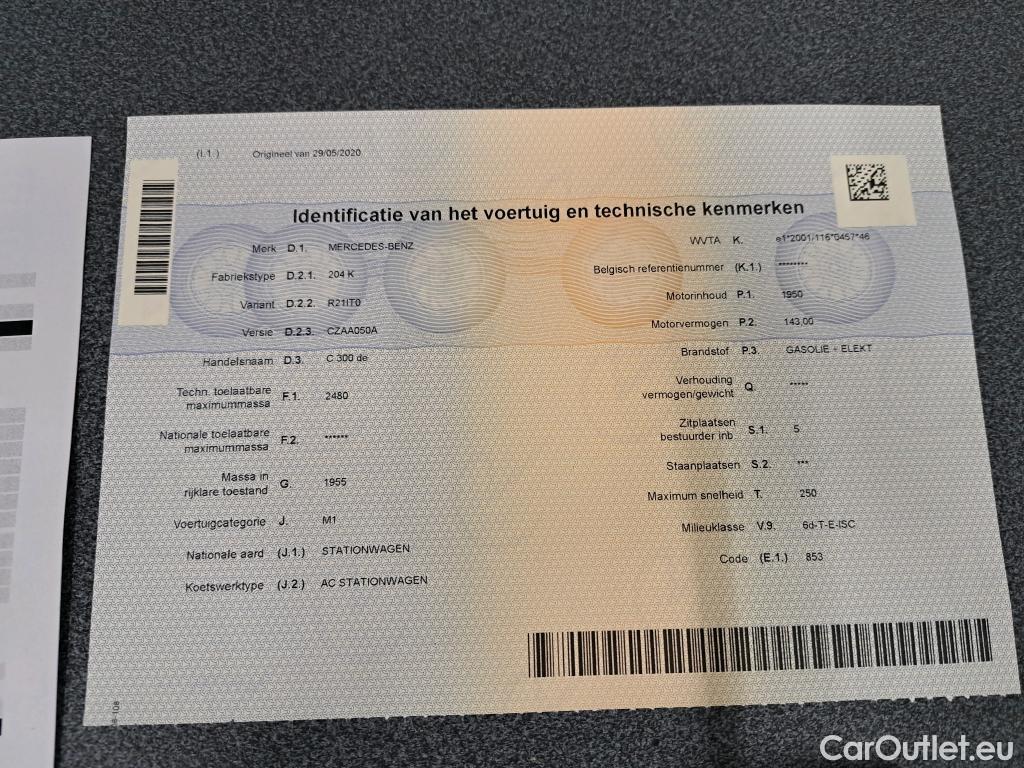 (I.1.) Origineel van 29/05/2020
Identificatie van het voertuig en technische kenmerken
Merk D.1. MERCEDES-BENZ
Fabriekstype D.2.1. 204 K
Variant D.2.2. R21IT0
Versie D.2.3. CZAA050A
Handelsnaam D.3. C 300 de
Techn. toelaatbare
maximummassa F.1. 2480
Nationale toelaatbare
maximummassa F.2. ******
Massa in
rijklare toestand G. 1955
Voertuigcategorie J. M1
Nationale aard (J.1.) STATIONWAGEN
Koetswerktype (J.2.) AC STATIONWAGEN
WVTA K. e1*2001/116*0457*46
Belgisch referentienummer (K.1.) ********
Motorinhoud P.1. 1950
Motorvermogen P.2. 143,00
Brandstof P.3. GASOLIE + ELEKT
Verhouding
vermogen/gewicht Q. *****
Zitplaatsen
bestuurder inb. S.1. 5
Staanplaatsen S.2. ***
Maximum snelheid T. 250
Milieuklasse V.9. 6d-T-E-ISC
Code (E.1.) 853
CarOutlet.eu